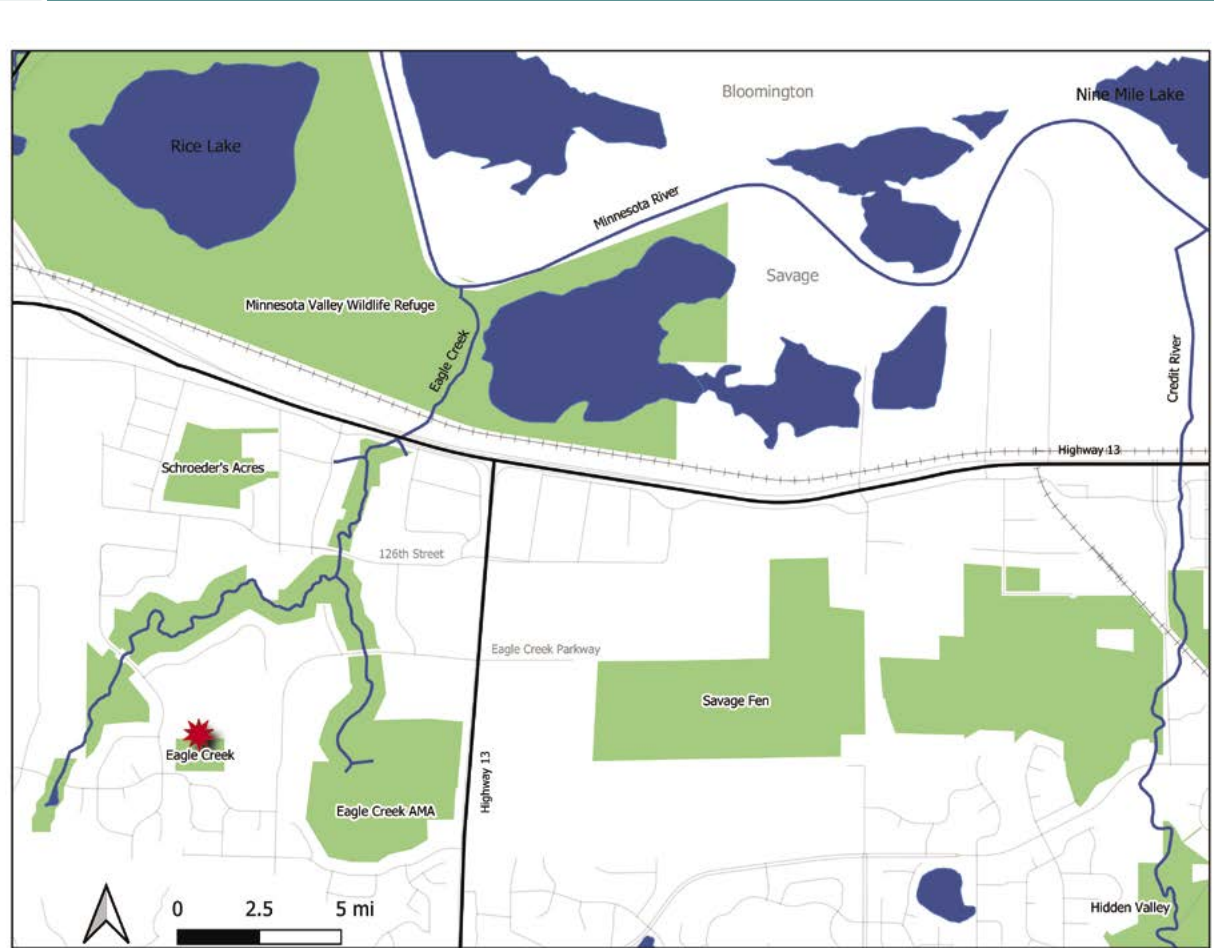 Bloomington
Nine Mile Lake
Rice Lake
Minnesota River
Savage
Minnesota Valley Wildlife Refuge
Eagle Creek
Credit River
Highway 13
Schroeder's Acres
126th Street
Eagle Creek Parkway
Savage Fen
Eagle Creek
Highway 13
Eagle Creek AMA
0 2.5 5 mi
Hidden Valley